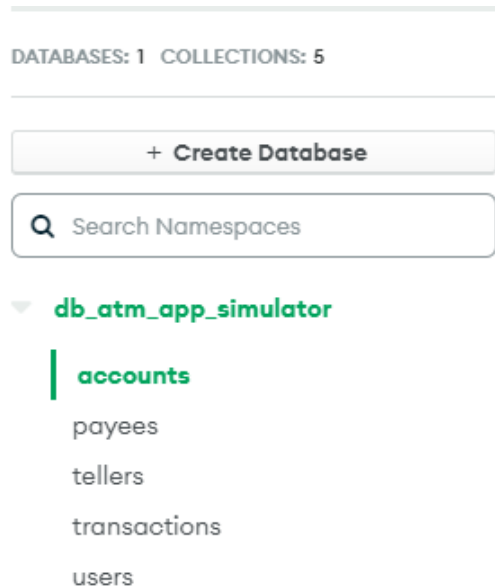 DATABASES: 1 COLLECTIONS: 5
+ Create Database
Search Namespaces
db_atm_app_simulator
accounts
payees
tellers
transactions
users